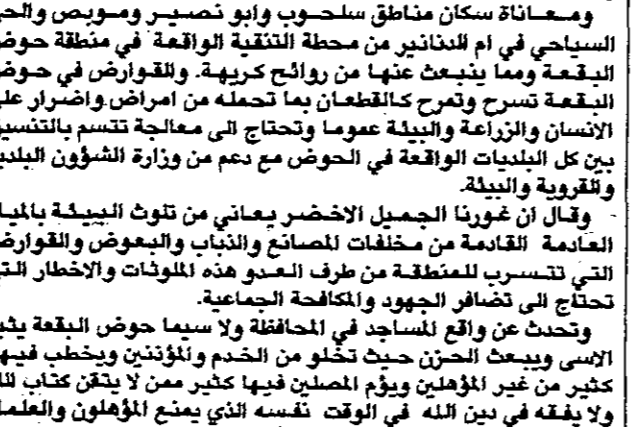 ومـعـاناة سكان مناطق سلحـوب وابو نصـيـر ومـوبـص والحي
السياحي في ام الدنانير من محطة التنقية الواقعة في منطقة حوض
البقعة ومما ينبعث عنها من روائح كريهة. والقوارض في حوض
البقعة تسرح وتمرح كالقطعان بما تحمله من امراض واضرار على
الانسان والزراعة والبيئة عموما وتحتاج الى معالجة تتسم بالتنسيق
بين كل البلديات الواقعة في الحوض مع دعم من وزارة الشؤون البلدية
والقروية والبيئة.
وقال ان غورنا الجميل الاخضر يعاني من تلوث البيئة بالمياه
العادمة القادمة من مخلفات المصانع والذباب والبعوض والقوارض
التي تتسرب للمنطقة من طرف العدو هذه الملوثات والاخطار التي
تحتاج الى تضافر الجهود والمكافحة الجماعية.
وتحدث عن واقع المساجد في المحافظة ولا سيما حوض البقعة يثير
الاسى ويبعث الحزن حيث تخلو من الخدم والمؤذنين ويخطب فيها
كثير من غير المؤهلين ويؤم المصلين فيها كثير ممن لا يتقن كتاب الله
ولا يفقه في دين الله في الوقت نفسه الذي يمنع المؤهلون والعلماء